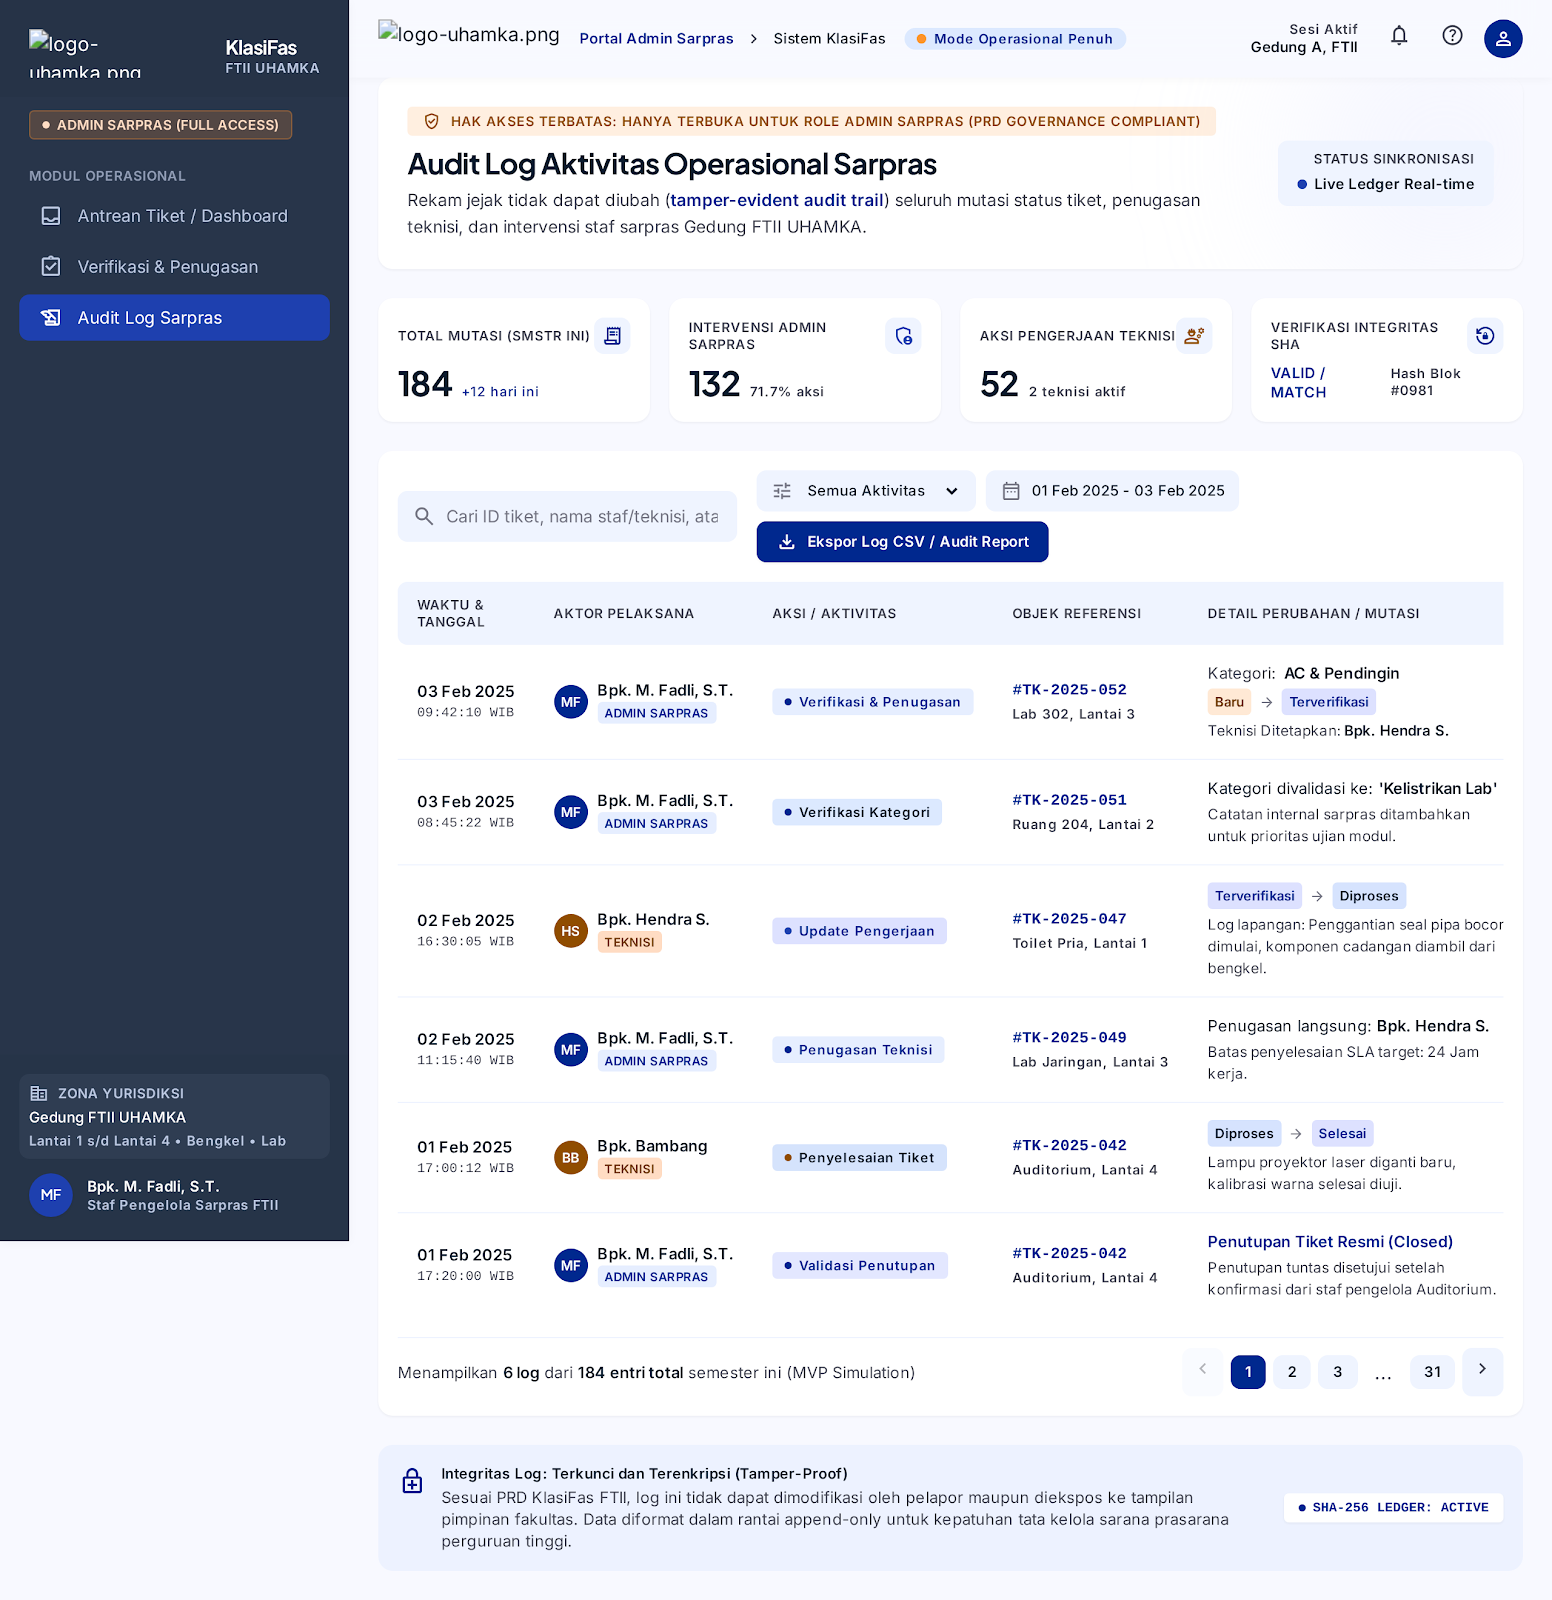 logo-
uhamka.png
KlasiFas
FTII UHAMKA
ADMIN SARPRAS (FULL ACCESS)
MODUL OPERASIONAL
Antrean Tiket / Dashboard
Verifikasi & Penugasan
Audit Log Sarpras
ZONA YURISDIKSI
Gedung FTII UHAMKA
Lantai 1 s/d Lantai 4 • Bengkel • Lab
MF
Bpk. M. Fadli, S.T.
Staf Pengelola Sarpras FTII
logo-uhamka.png
Portal Admin Sarpras
Sistem KlasiFas
Mode Operasional Penuh
Sesi Aktif
Gedung A, FTII
HAK AKSES TERBATAS: HANYA TERBUKA UNTUK ROLE ADMIN SARPRAS (PRD GOVERNANCE COMPLIANT)
Audit Log Aktivitas Operasional Sarpras
Rekam jejak tidak dapat diubah (tamper-evident audit trail) seluruh mutasi status tiket, penugasan
teknisi, dan intervensi staf sarpras Gedung FTII UHAMKA.
STATUS SINKRONISASI
Live Ledger Real-time
TOTAL MUTASI (SMSTR INI)
184 +12 hari ini
INTERVENSI ADMIN
SARPRAS
132 71.7% aksi
AKSI PENGERJAAN TEKNISI
52 2 teknisi aktif
VERIFIKASI INTEGRITAS
SHA
VALID /
MATCH
Hash Blok
#0981
Cari ID tiket, nama staf/teknisi, ata
Semua Aktivitas
01 Feb 2025 - 03 Feb 2025
Ekspor Log CSV / Audit Report
WAKTU &
TANGGAL
AKTOR PELAKSANA
AKSI / AKTIVITAS
OBJEK REFERENSI
DETAIL PERUBAHAN / MUTASI
03 Feb 2025
09:42:10 WIB
MF
Bpk. M. Fadli, S.T.
ADMIN SARPRAS
Verifikasi & Penugasan
#TK-2025-052
Lab 302, Lantai 3
Kategori: AC & Pendingin
Baru → Terverifikasi
Teknisi Ditetapkan: Bpk. Hendra S.
03 Feb 2025
08:45:22 WIB
MF
Bpk. M. Fadli, S.T.
ADMIN SARPRAS
Verifikasi Kategori
#TK-2025-051
Ruang 204, Lantai 2
Kategori divalidasi ke: 'Kelistrikan Lab'
Catatan internal sarpras ditambahkan
untuk prioritas ujian modul.
02 Feb 2025
16:30:05 WIB
HS
Bpk. Hendra S.
TEKNISI
Update Pengerjaan
#TK-2025-047
Toilet Pria, Lantai 1
Terverifikasi → Diproses
Log lapangan: Penggantian seal pipa bocor
dimulai, komponen cadangan diambil dari
bengkel.
02 Feb 2025
11:15:40 WIB
MF
Bpk. M. Fadli, S.T.
ADMIN SARPRAS
Penugasan Teknisi
#TK-2025-049
Lab Jaringan, Lantai 3
Penugasan langsung: Bpk. Hendra S.
Batas penyelesaian SLA target: 24 Jam
kerja.
01 Feb 2025
17:00:12 WIB
BB
Bpk. Bambang
TEKNISI
Penyelesaian Tiket
#TK-2025-042
Auditorium, Lantai 4
Diproses → Selesai
Lampu proyektor laser diganti baru,
kalibrasi warna selesai diuji.
01 Feb 2025
17:20:00 WIB
MF
Bpk. M. Fadli, S.T.
ADMIN SARPRAS
Validasi Penutupan
#TK-2025-042
Auditorium, Lantai 4
Penutupan Tiket Resmi (Closed)
Penutupan tuntas disetujui setelah
konfirmasi dari staf pengelola Auditorium.
Menampilkan 6 log dari 184 entri total semester ini (MVP Simulation)
1 2 3 ... 31
Integritas Log: Terkunci dan Terenkripsi (Tamper-Proof)
Sesuai PRD KlasiFas FTII, log ini tidak dapat dimodifikasi oleh pelapor maupun diekspos ke tampilan
pimpinan fakultas. Data diformat dalam rantai append-only untuk kepatuhan tata kelola sarana prasarana
perguruan tinggi.
SHA-256 LEDGER: ACTIVE